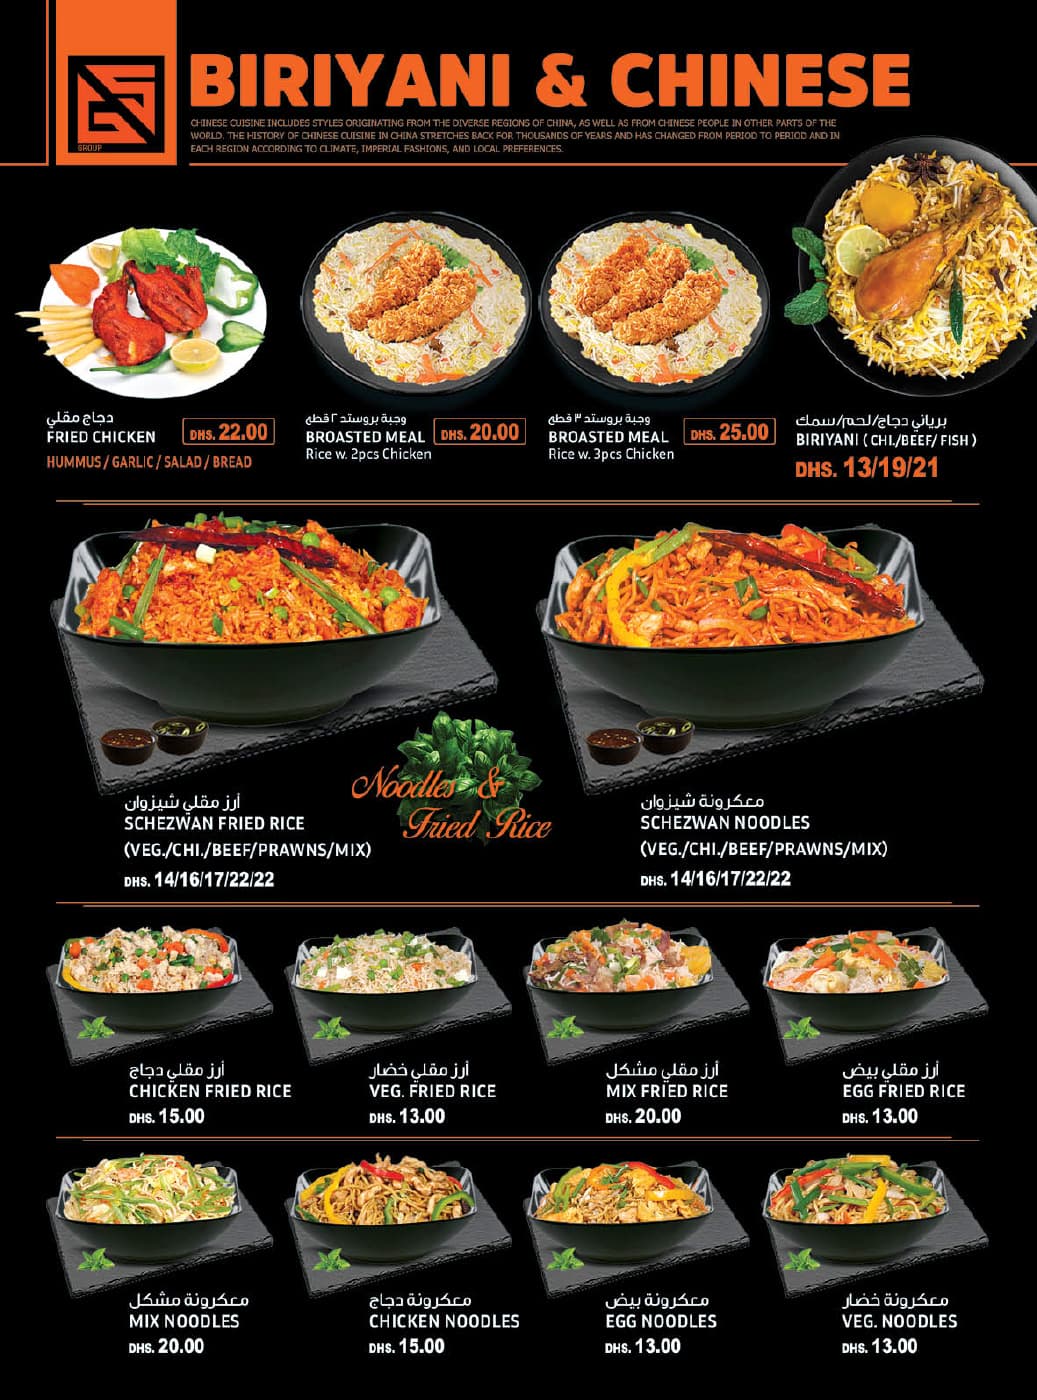 GROUP
BIRIYANI & CHINESE
CHINESE CUISINE INCLUDES STYLES ORIGINATING FROM THE DIVERSE REGIONS OF CHINA, AS WELL AS FROM CHINESE PEOPLE IN OTHER PARTS OF THE
WORLD. THE HISTORY OF CHINESE CUISINE IN CHINA STRETCHES BACK FOR THOUSANDS OF YEARS AND HAS CHANGED FROM PERIOD TO PERIOD AND IN
EACH REGION ACCORDING TO CLIMATE, IMPERIAL FASHIONS, AND LOCAL PREFERENCES.
دجاج مقلي
FRIED CHICKEN
DHS. 22.00
HUMMUS / GARLIC / SALAD / BREAD
وجبة بروستد ٢ قطع
BROASTED MEAL
DHS. 20.00
Rice w. 2pcs Chicken
وجبة بروستد ٣ قطع
BROASTED MEAL
DHS. 25.00
Rice w. 3pcs Chicken
برياني دجاج/لحم/سمك
BIRIYANI ( CHI./BEEF/ FISH )
DHS. 13/19/21
أرز مقلي شيزوان
SCHEZWAN FRIED RICE
(VEG./CHI./BEEF/PRAWNS/MIX)
DHS. 14/16/17/22/22
Noodles &
Fried Rice
معكرونة شيزوان
SCHEZWAN NOODLES
(VEG./CHI./BEEF/PRAWNS/MIX)
DHS. 14/16/17/22/22
أرز مقلي دجاج
CHICKEN FRIED RICE
DHS. 15.00
أرز مقلي خضار
VEG. FRIED RICE
DHS. 13.00
أرز مقلي مشكل
MIX FRIED RICE
DHS. 20.00
أرز مقلي بيض
EGG FRIED RICE
DHS. 13.00
معكرونة مشكل
MIX NOODLES
DHS. 20.00
معكرونة دجاج
CHICKEN NOODLES
DHS. 15.00
معكرونة بيض
EGG NOODLES
DHS. 13.00
معكرونة خضار
VEG. NOODLES
DHS. 13.00